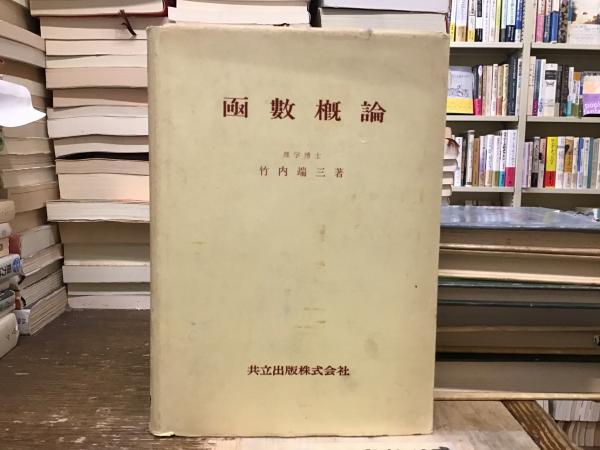 函數概論
理学博士
竹内端三著
共立出版株式会社